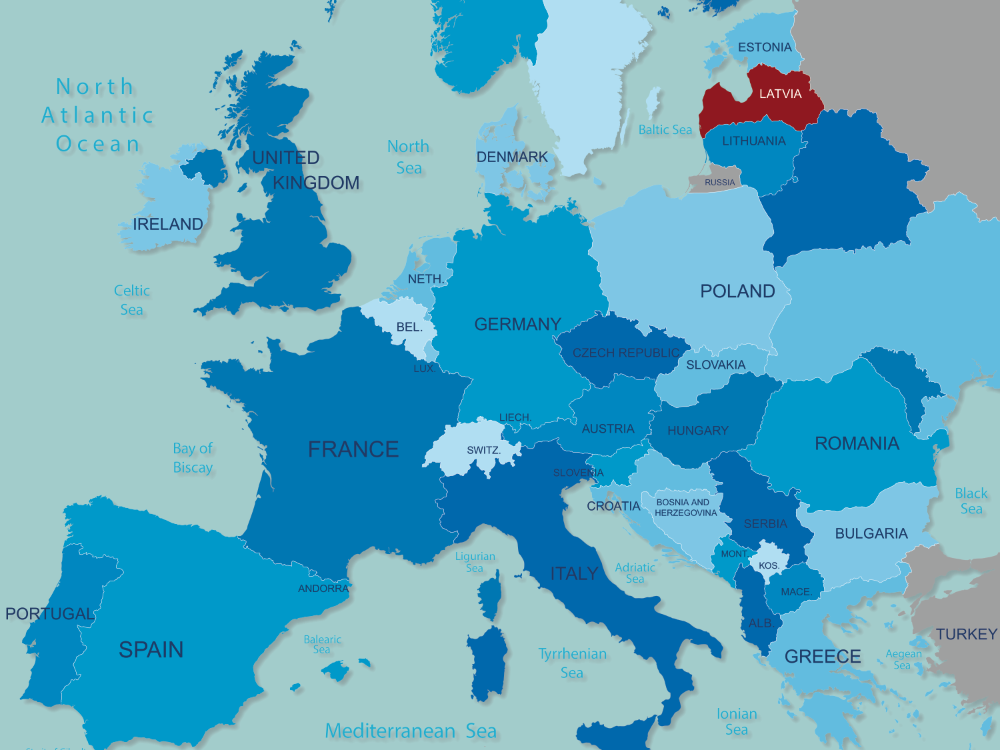 ESTONIA
North
Atlantic
Ocean
LATVIA
Baltic Sea
LITHUANIA
North
Sea
DENMARK
UNITED
KINGDOM
RUSSIA
IRELAND
NETH.
Celtic
Sea
POLAND
BEL.
GERMANY
CZECH REPUBLIC
LUX.
SLOVAKIA
LIECH.
AUSTRIA
HUNGARY
ROMANIA
FRANCE
SWITZ.
Bay of
Biscay
SLOVENIA
CROATIA
BOSNIA AND
HERZEGOVINA
SERBIA
BULGARIA
Black
Sea
Ligurian
Sea
MONT.
KOS.
ITALY
Adriatic
Sea
ANDORRA
MACE.
PORTUGAL
ALB.
TURKEY
SPAIN
Balearic
Sea
Tyrrhenian
Sea
GREECE
Aegean
Sea
Ionian
Sea
Mediterranean Sea